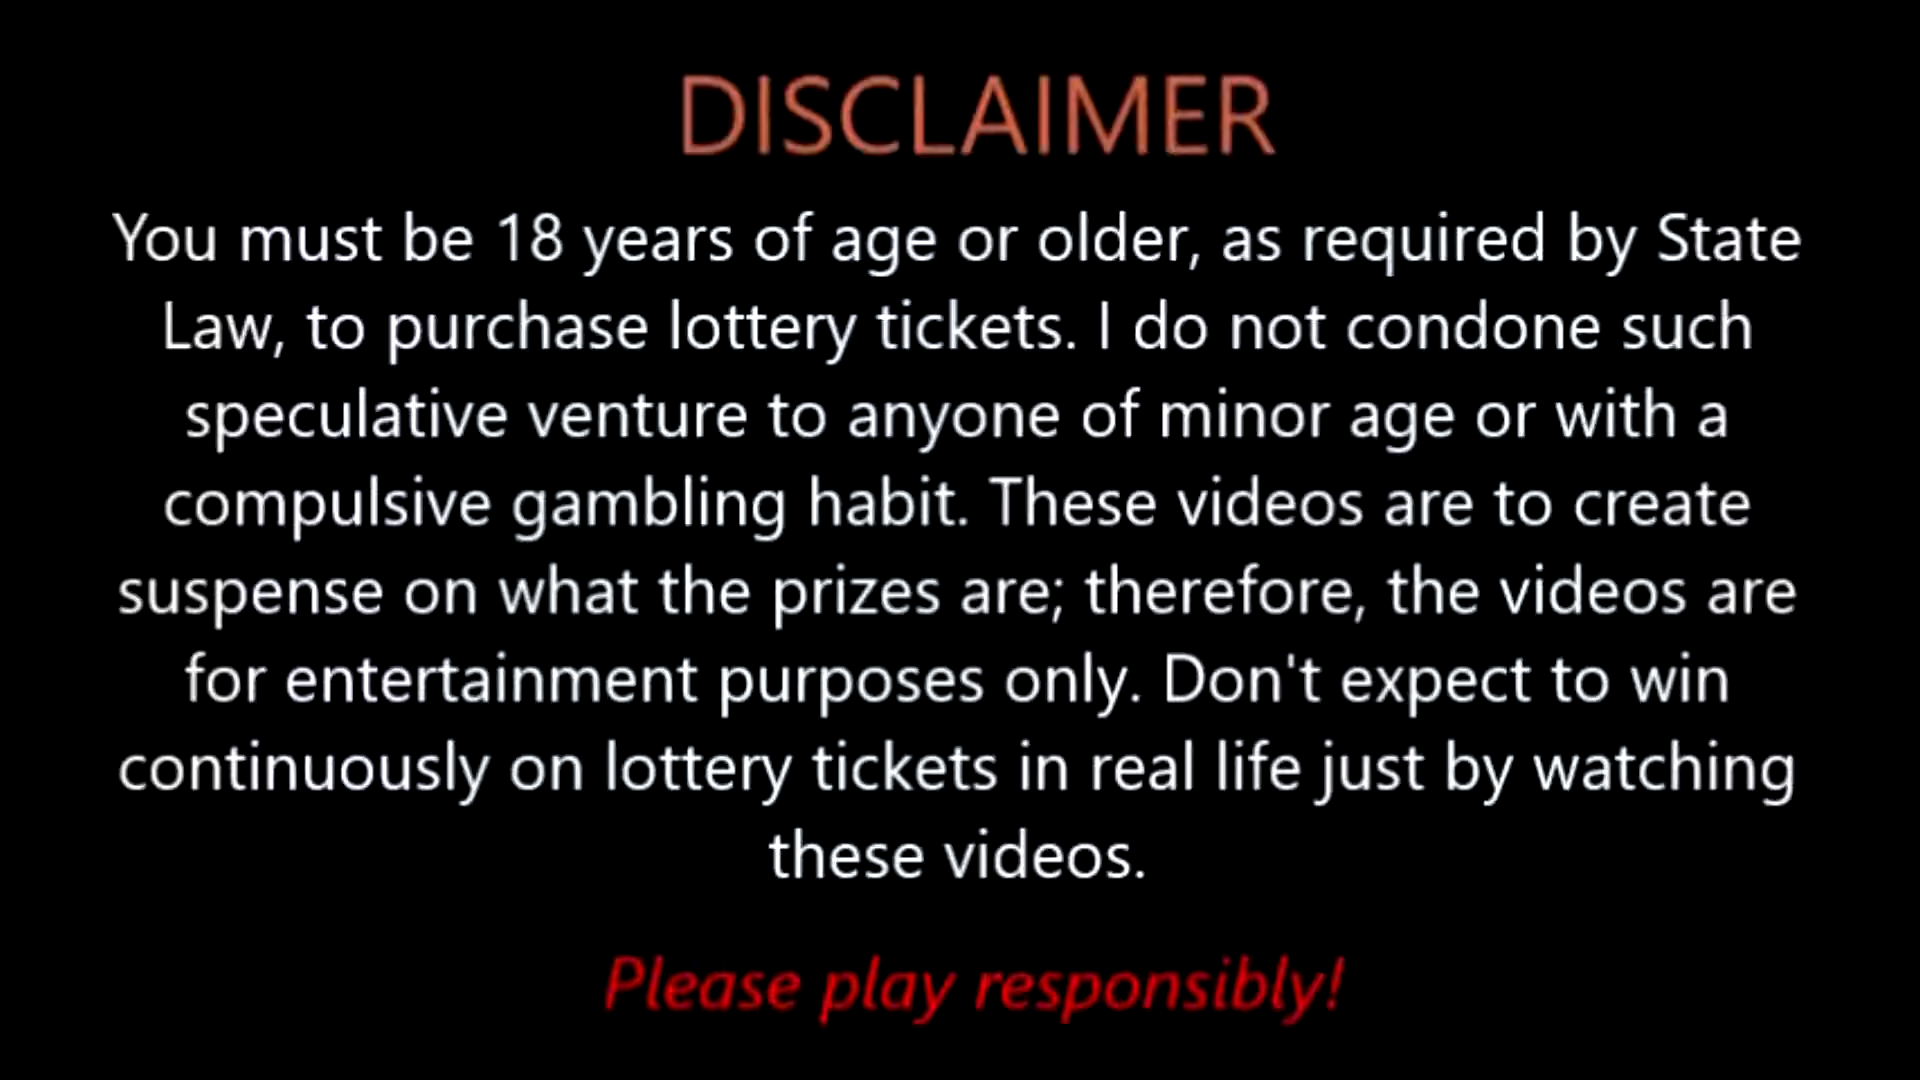 DISCLAIMER
You must be 18 years of age or older, as required by State
Law, to purchase lottery tickets. I do not condone such
speculative venture to anyone of minor age or with a
compulsive gambling habit. These videos are to create
suspense on what the prizes are; therefore, the videos are
for entertainment purposes only. Don't expect to win
continuously on lottery tickets in real life just by watching
these videos.
Please play responsibly!